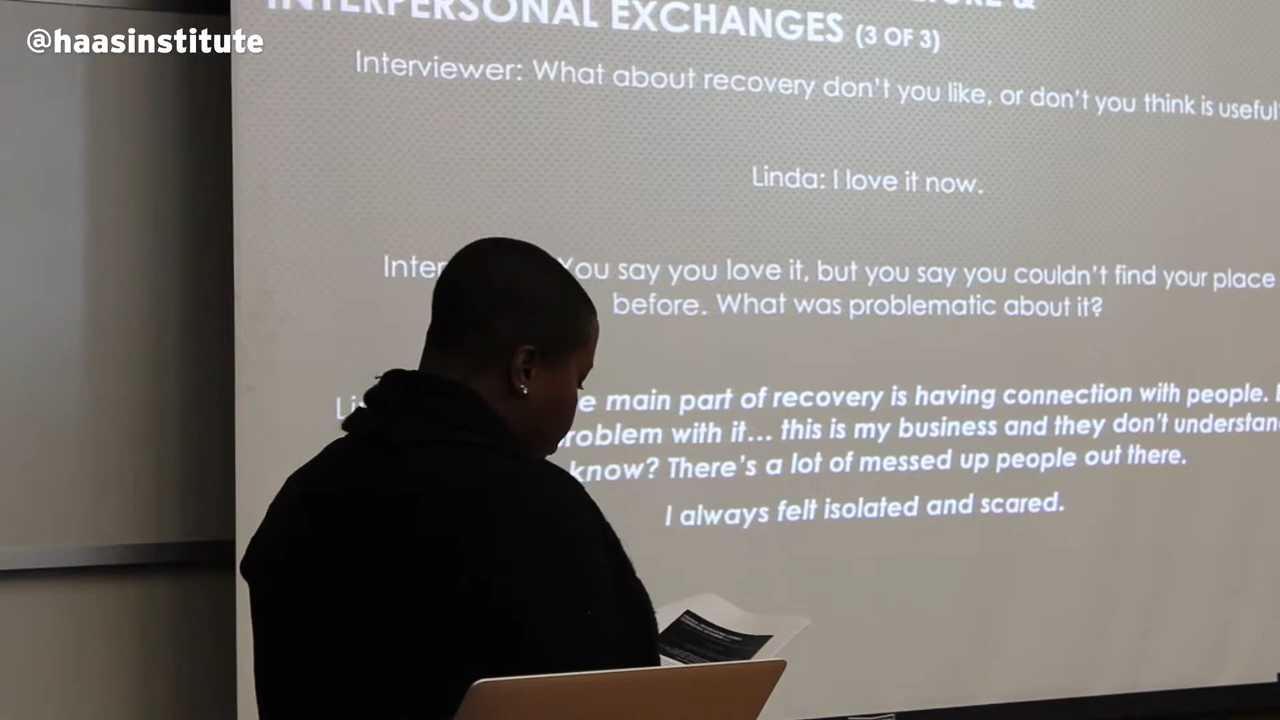 @haasinstitute
INTERPERSONAL EXCHANGES (3 OF 3)
Interviewer: What about recovery don't you like, or don't you think is useful
Linda: I love it now.
You say you love it, but you say you couldn't find your place
before. What was problematic about it?
main part of recovery is having connection with people.
problem with it... this is my business and they don't understan
know? There's a lot of messed up people out there.
I always felt isolated and scared.